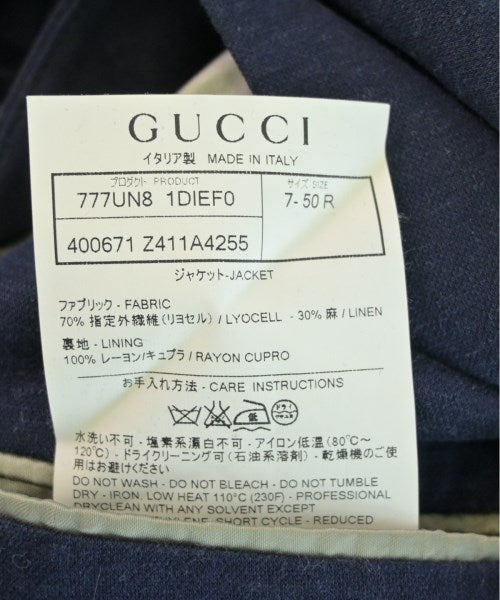 GUCCI
イタリア製 MADE IN ITALY
プロダクト PRODUCT サイズ SIZE
777UN8 1DIEF0 7- 50 R
400671 Z411A4255
ジャケット-JACKET
ファブリック - FABRIC
70% 指定外繊維(リヨセル) / LYOCELL - 30% 麻 / LINEN
裏地 - LINING
100% レーヨン/キュプラ / RAYON CUPRO
お手入れ方法 - CARE INSTRUCTIONS
ドライ
水洗い不可 - 塩素系漂白不可 - アイロン低温(80℃~
120℃) - ドライクリーニング可(石油系溶剤) - 乾燥機のご使
用はお避けください
DO NOT WASH - DO NOT BLEACH - DO NOT TUMBLE
DRY - IRON, LOW HEAT 110°C (230F) - PROFESSIONAL
DRYCLEAN WITH ANY SOLVENT EXCEPT
SHORT CYCLE - REDUCED